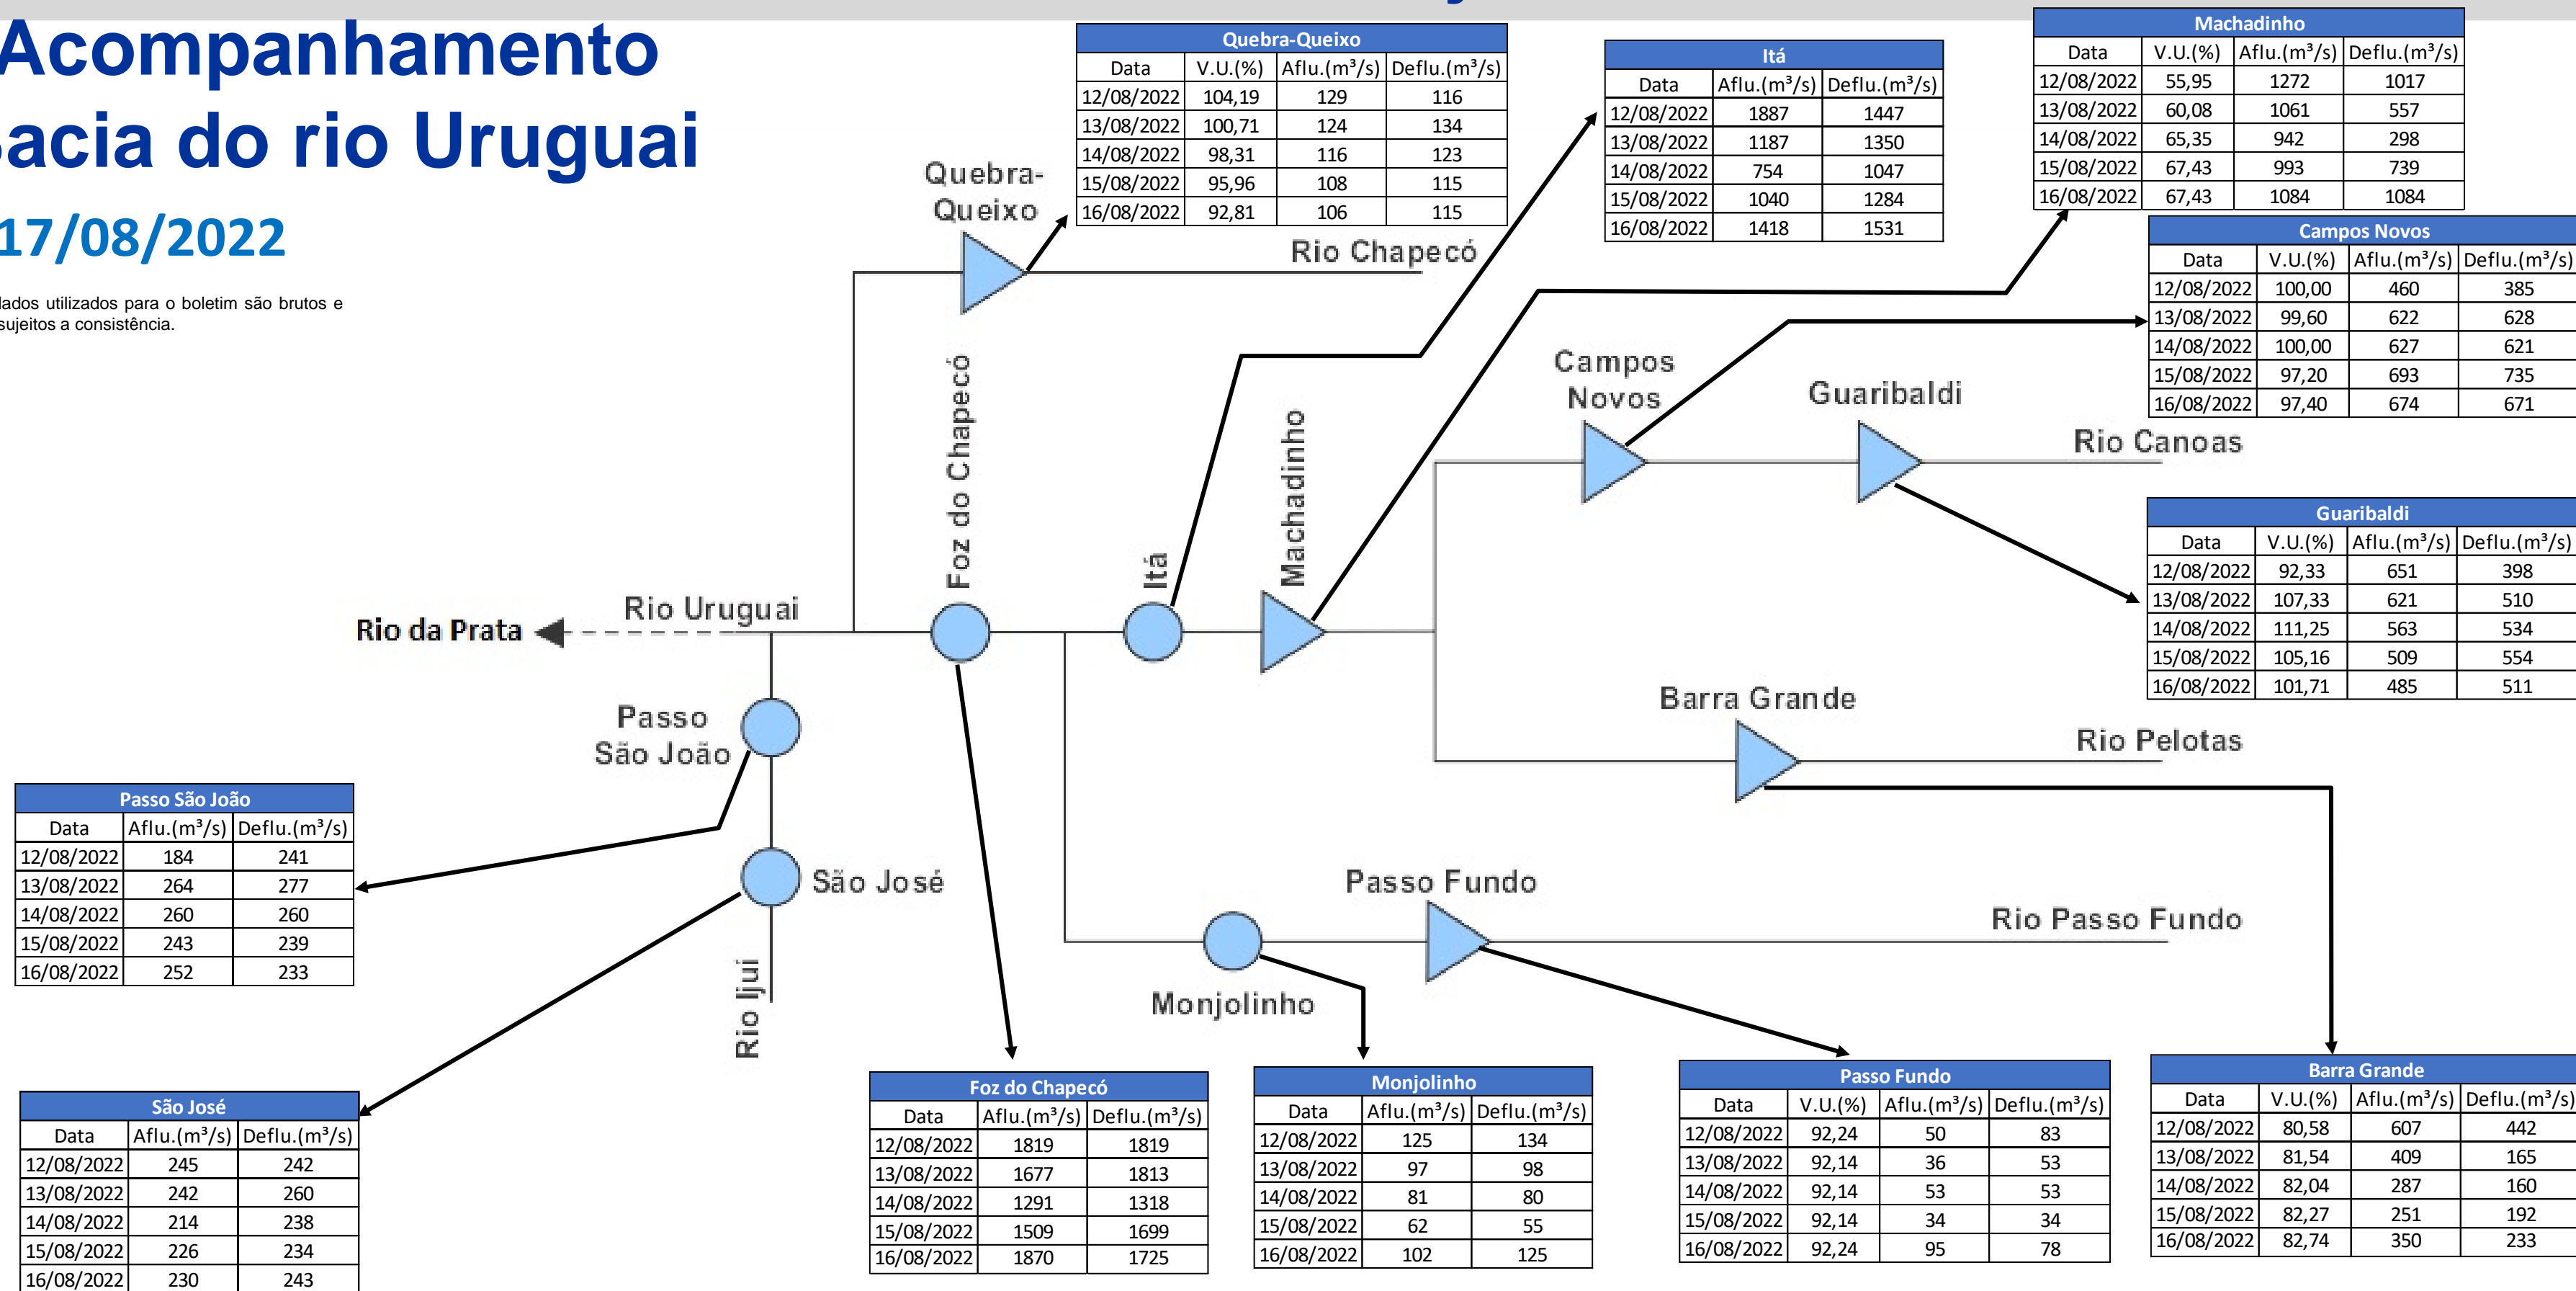 Acompanhamento
acia do rio Uruguai
17/08/2022
dados utilizados para o boletim são brutos e
sujeitos a consistência.
Quebra-Queixo
Data V.U.(%) Aflu.(m³/s) Deflu.(m³/s)
12/08/2022 104,19 129 116
13/08/2022 100,71 124 134
14/08/2022 98,31 116 123
15/08/2022 95,96 108 115
16/08/2022 92,81 106 115
Itá
Data Aflu.(m³/s) Deflu.(m³/s)
12/08/2022 1887 1447
13/08/2022 1187 1350
14/08/2022 754 1047
15/08/2022 1040 1284
16/08/2022 1418 1531
Machadinho
Data V.U.(%) Aflu.(m³/s) Deflu.(m³/s)
12/08/2022 55,95 1272 1017
13/08/2022 60,08 1061 557
14/08/2022 65,35 942 298
15/08/2022 67,43 993 739
16/08/2022 67,43 1084 1084
Campos Novos
Data V.U.(%) Aflu.(m³/s) Deflu.(m³/s)
12/08/2022 100,00 460 385
13/08/2022 99,60 622 628
14/08/2022 100,00 627 621
15/08/2022 97,20 693 735
16/08/2022 97,40 674 671
Quebra-
Queixo
Rio Chapecó
Foz do Chapecó
Itá
Machadinho
Campos
Novos
Guaribaldi
Rio Canoas
Guaribaldi
Data V.U.(%) Aflu.(m³/s) Deflu.(m³/s)
12/08/2022 92,33 651 398
13/08/2022 107,33 621 510
14/08/2022 111,25 563 534
15/08/2022 105,16 509 554
16/08/2022 101,71 485 511
Rio da Prata
Rio Uruguai
Barra Grande
Rio Pelotas
Passo
São João
São José
Rio Ijuí
Passo Fundo
Rio Passo Fundo
Monjolinho
Passo São João
Data Aflu.(m³/s) Deflu.(m³/s)
12/08/2022 184 241
13/08/2022 264 277
14/08/2022 260 260
15/08/2022 243 239
16/08/2022 252 233
São José
Data Aflu.(m³/s) Deflu.(m³/s)
12/08/2022 245 242
13/08/2022 242 260
14/08/2022 214 238
15/08/2022 226 234
16/08/2022 230 243
Foz do Chapecó
Data Aflu.(m³/s) Deflu.(m³/s)
12/08/2022 1819 1819
13/08/2022 1677 1813
14/08/2022 1291 1318
15/08/2022 1509 1699
16/08/2022 1870 1725
Monjolinho
Data Aflu.(m³/s) Deflu.(m³/s)
12/08/2022 125 134
13/08/2022 97 98
14/08/2022 81 80
15/08/2022 62 55
16/08/2022 102 125
Passo Fundo
Data V.U.(%) Aflu.(m³/s) Deflu.(m³/s)
12/08/2022 92,24 50 83
13/08/2022 92,14 36 53
14/08/2022 92,14 53 53
15/08/2022 92,14 34 34
16/08/2022 92,24 95 78
Barra Grande
Data V.U.(%) Aflu.(m³/s) Deflu.(m³/s)
12/08/2022 80,58 607 442
13/08/2022 81,54 409 165
14/08/2022 82,04 287 160
15/08/2022 82,27 251 192
16/08/2022 82,74 350 233